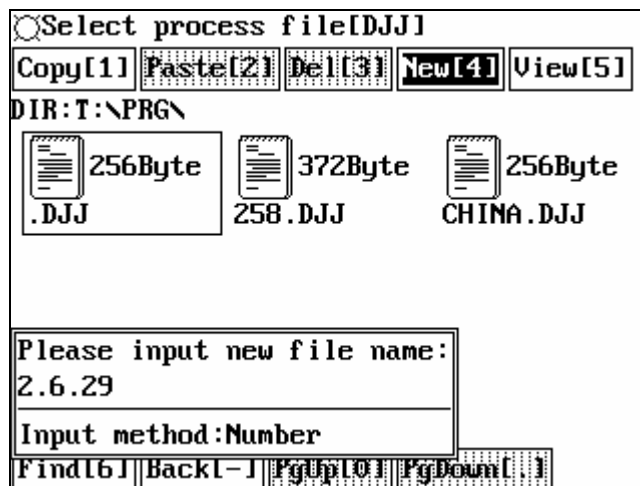 Select process file[DJJ]
Copy[1] Paste[2] Del[3] New[4] View[5]
DIR:T:\PRG\
256Byte 372Byte 256Byte
.DJJ 258.DJJ CHINA.DJJ
Please input new file name:
2.6.29
Input method:Number
Find[6] Back[-] PgUp[0] PgDown[.]